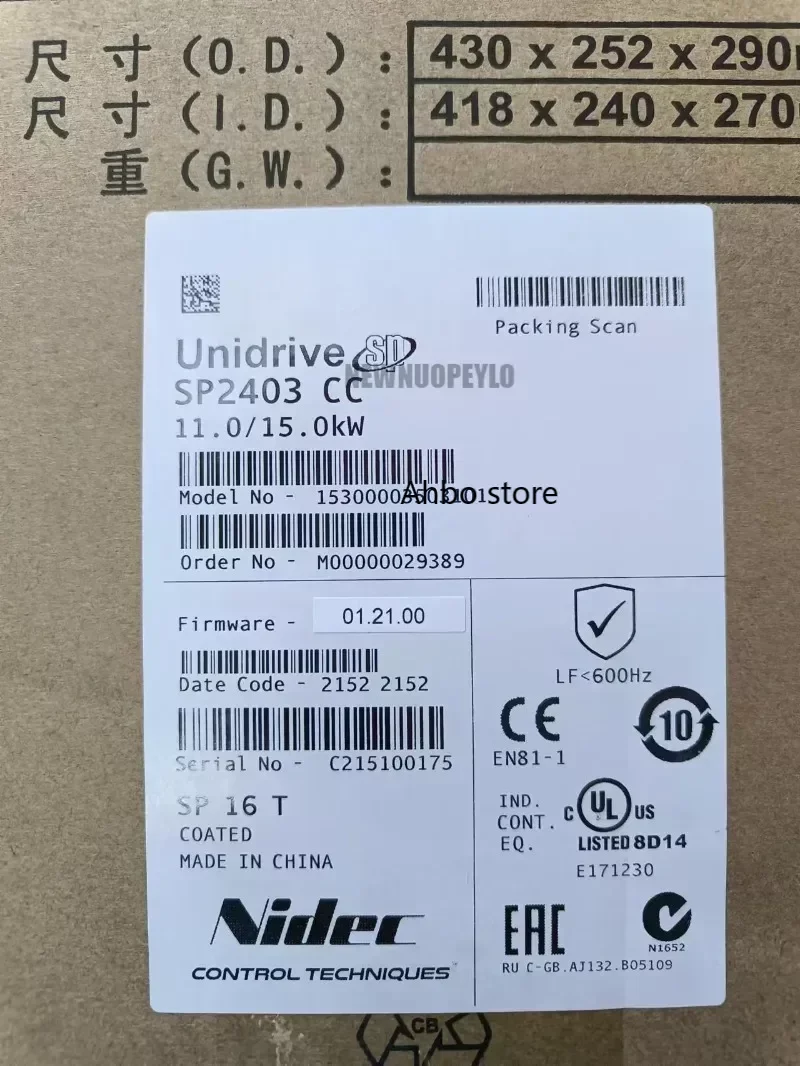 尺 寸 (O.D.) : 430 x 252 x 290
尺 寸 (I.D.) : 418 x 240 x 270
重 (G.W.) :
Packing Scan
Unidrive SP
NEWNUOPEYLO
SP2403 CC
11.0/15.0kW
Model No -
Ahbo store
Order No - M00000029389
Firmware - 01.21.00
Date Code - 2152 2152
Serial No - C215100175
SP 16 T
COATED
MADE IN CHINA
Nidec
CONTROL TECHNIQUES
LF<600Hz
CE
10
EN81-1
IND.
CONT.
EQ.
C UL US
LISTED 8D14
E171230
EAC
N1652
RU C-GB.AJ132.B05109
CB